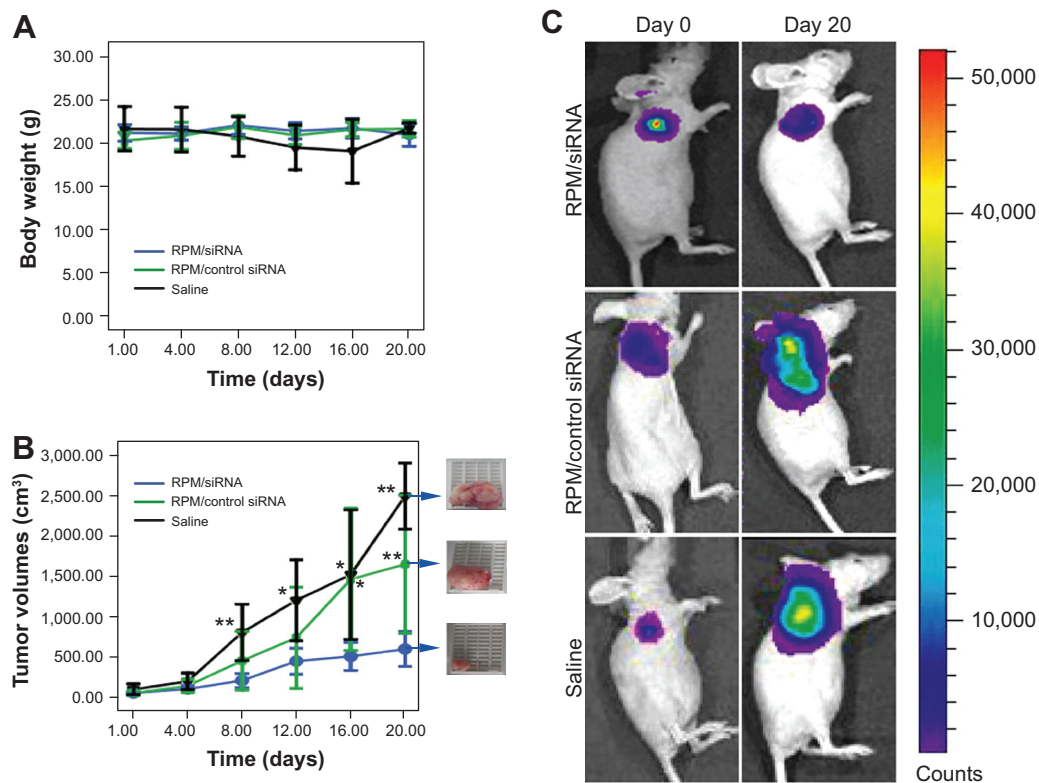 A
Body weight (g)
30.00
25.00
20.00
15.00
10.00
5.00
0.00
RPM/siRNA
RPM/control siRNA
Saline
1.00 4.00 8.00 12.00 16.00 20.00
Time (days)
B
Tumor volumes (cm³)
3,000.00
2,500.00
2,000.00
1,500.00
1,000.00
500.00
0.00
RPM/siRNA
RPM/control siRNA
Saline
**
*
*
*
**
**
1.00 4.00 8.00 12.00 16.00 20.00
Time (days)
C
Day 0 Day 20
RPM/siRNA
RPM/control siRNA
Saline
50,000
40,000
30,000
20,000
10,000
Counts